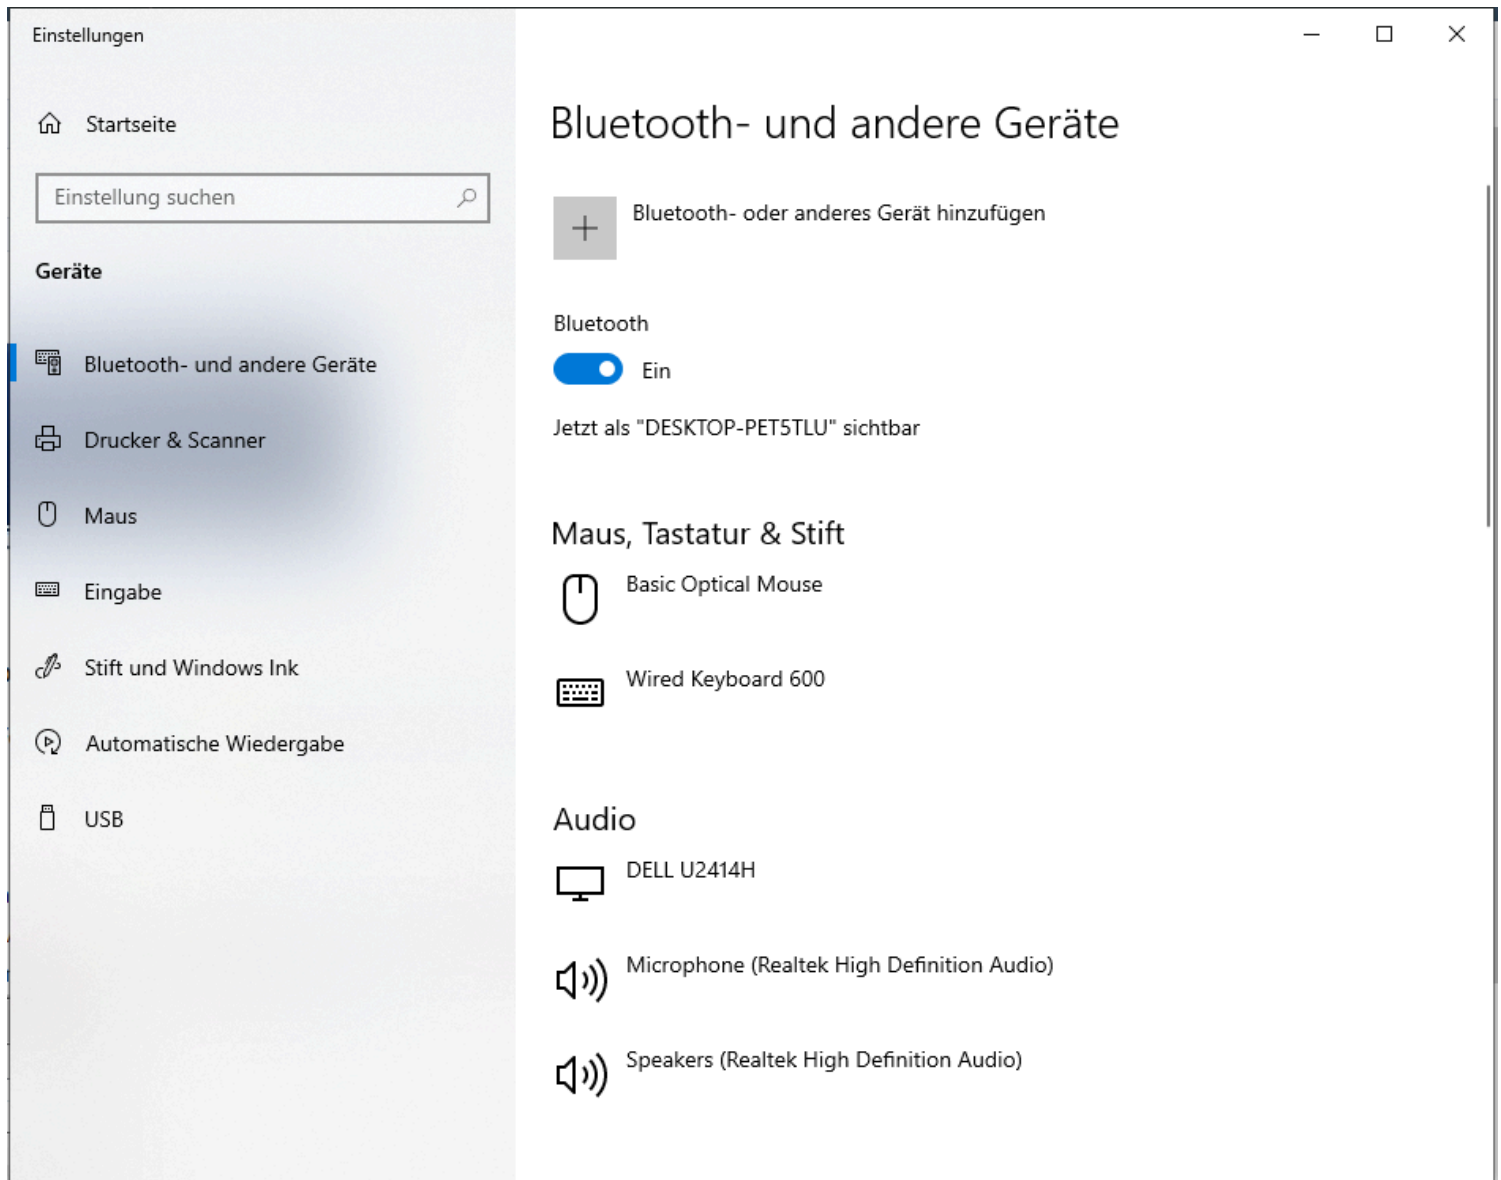 Einstellungen
Startseite
Einstellung suchen
Geräte
Bluetooth- und andere Geräte
Drucker & Scanner
Maus
Eingabe
Stift und Windows Ink
Automatische Wiedergabe
USB
Bluetooth- und andere Geräte
Bluetooth- oder anderes Gerät hinzufügen
Bluetooth
Ein
Jetzt als "DESKTOP-PET5TLU" sichtbar
Maus, Tastatur & Stift
Basic Optical Mouse
Wired Keyboard 600
Audio
DELL U2414H
Microphone (Realtek High Definition Audio)
Speakers (Realtek High Definition Audio)